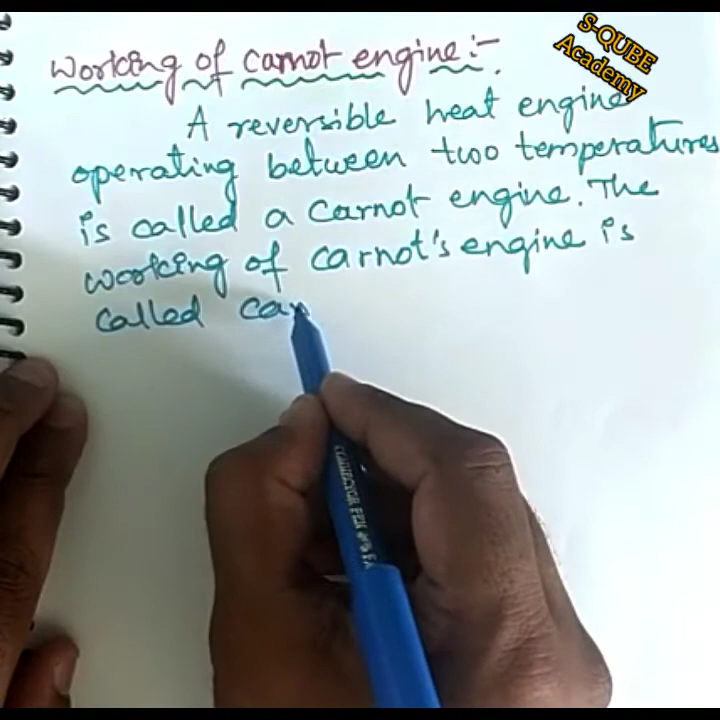 Working of carnot engine:-
S-QUBE
Academy
A reversible heat engine
operating between two temperatures
is called a Carnot engine. The
working of Carnot's engine is
called car